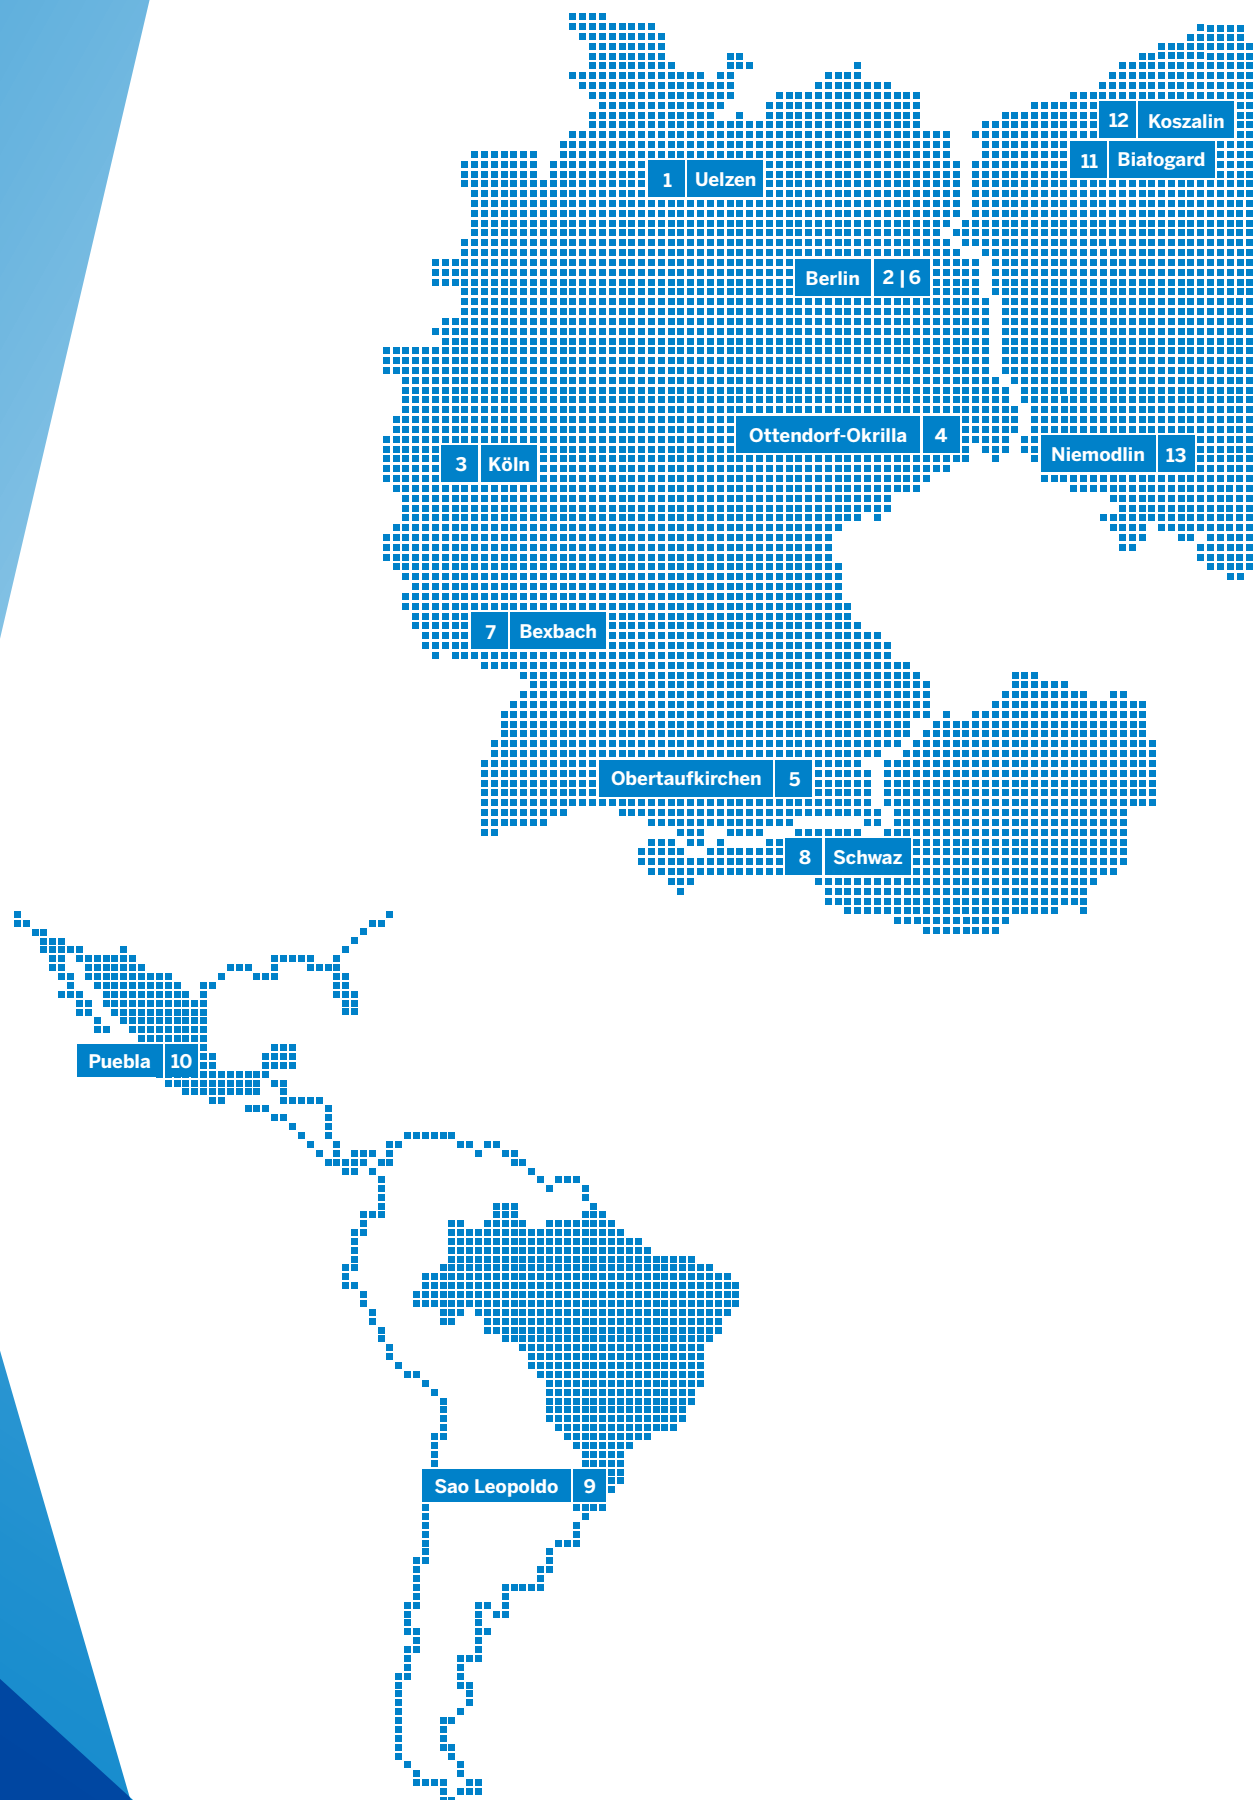 12 Koszalin
11 Białogard
1 Uelzen
Berlin 2 | 6
Ottendorf-Okrilla 4
Niemodlin 13
3 Köln
7 Bexbach
Obertaufkirchen 5
8 Schwaz
Puebla 10
Sao Leopoldo 9